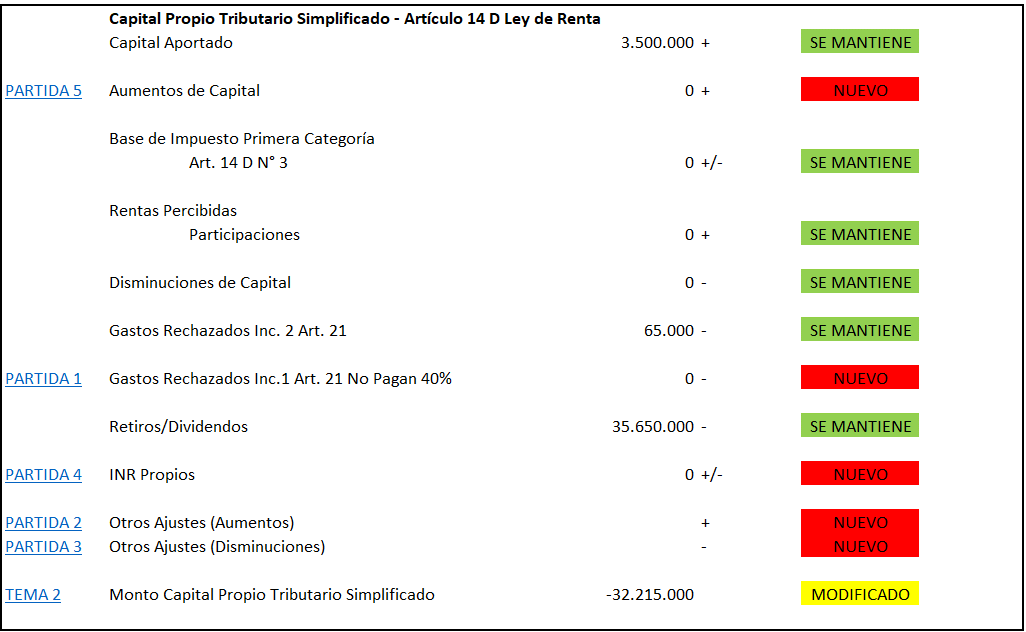 Capital Propio Tributario Simplificado - Artículo 14 D Ley de Renta
Capital Aportado 3.500.000 + SE MANTIENE
PARTIDA 5 Aumentos de Capital 0 + NUEVO
Base de Impuesto Primera Categoría
Art. 14 D N° 3 0 +/- SE MANTIENE
Rentas Percibidas
Participaciones 0 + SE MANTIENE
Disminuciones de Capital 0 - SE MANTIENE
Gastos Rechazados Inc. 2 Art. 21 65.000 - SE MANTIENE
PARTIDA 1 Gastos Rechazados Inc.1 Art. 21 No Pagan 40% 0 - NUEVO
Retiros/Dividendos 35.650.000 - SE MANTIENE
PARTIDA 4 INR Propios 0 +/- NUEVO
PARTIDA 2 Otros Ajustes (Aumentos) + NUEVO
PARTIDA 3 Otros Ajustes (Disminuciones) - NUEVO
TEMA 2 Monto Capital Propio Tributario Simplificado -32.215.000 MODIFICADO